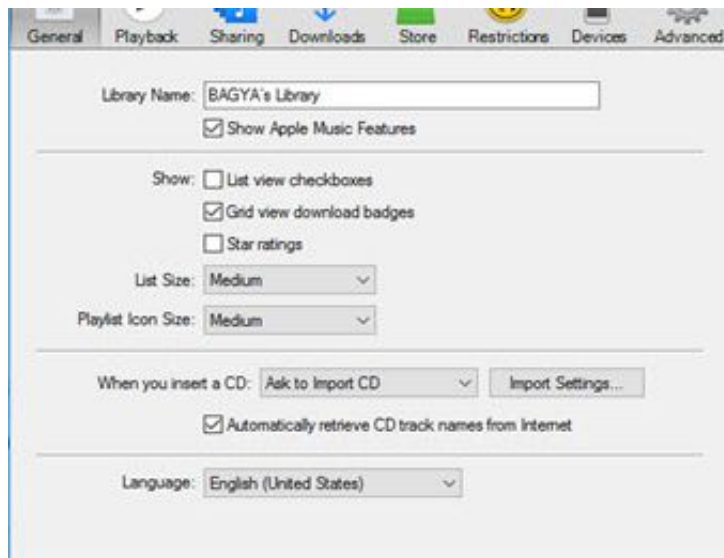 General Playback Sharing Downloads Store Restrictions Devices Advanced
Library Name: BAGYA's Library
Show Apple Music Features
Show: List view checkboxes
Grid view download badges
Star ratings
List Size: Medium
Playlist Icon Size: Medium
When you insert a CD: Ask to Import CD Import Settings...
Automatically retrieve CD track names from Internet
Language: English (United States)